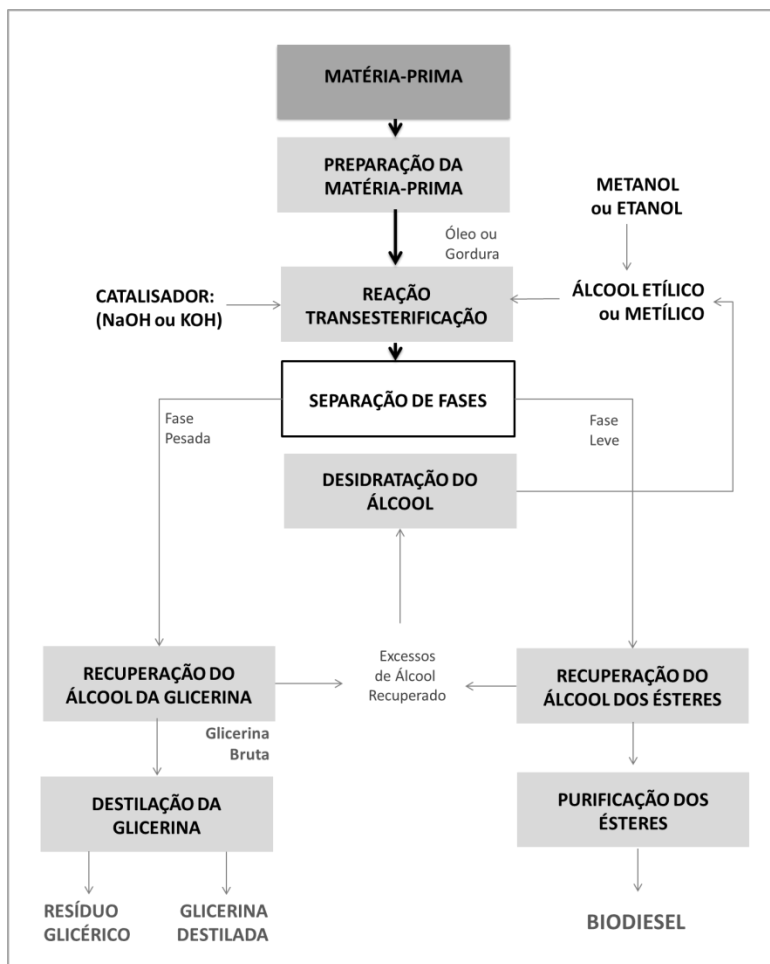 MATÉRIA-PRIMA
PREPARAÇÃO DA
MATÉRIA-PRIMA
METANOL
ou ETANOL
Óleo ou
Gordura
CATALISADOR:
(NaOH ou KOH)
REAÇÃO
TRANSESTERIFICAÇÃO
ÁLCOOL ETÍLICO
ou METÍLICO
SEPARAÇÃO DE FASES
Fase
Pesada
Fase
Leve
DESIDRATAÇÃO DO
ÁLCOOL
RECUPERAÇÃO DO
ÁLCOOL DA GLICERINA
Excessos
de Álcool
Recuperado
RECUPERAÇÃO DO
ÁLCOOL DOS ÉSTERES
Glicerina
Bruta
DESTILAÇÃO DA
GLICERINA
PURIFICAÇÃO DOS
ÉSTERES
RESÍDUO
GLICÉRICO
GLICERINA
DESTILADA
BIODIESEL